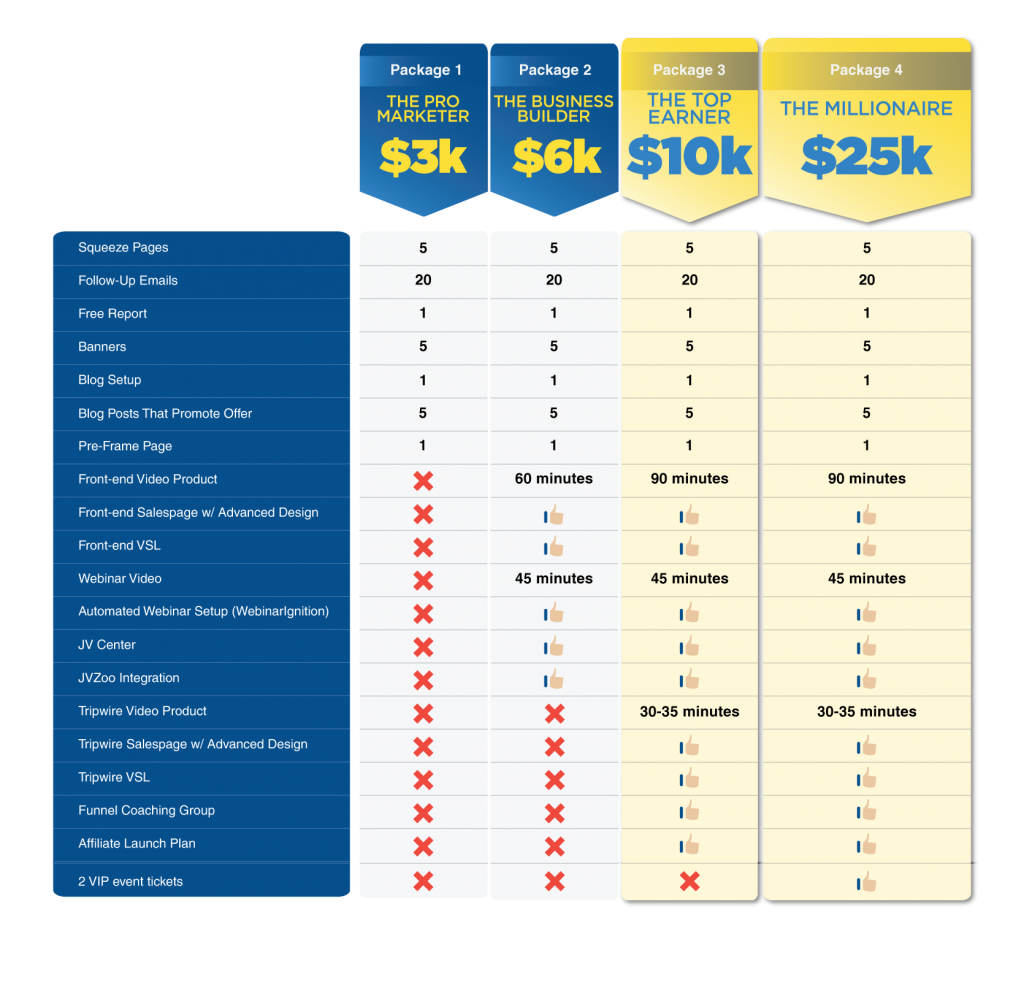 Package 1
THE PRO
MARKETER
$3k
Package 2
THE BUSINESS
BUILDER
$6k
Package 3
THE TOP
EARNER
$10k
Package 4
THE MILLIONAIRE
$25k
Squeeze Pages 5 5 5 5
Follow-Up Emails 20 20 20 20
Free Report 1 1 1 1
Banners 5 5 5 5
Blog Setup 1 1 1 1
Blog Posts That Promote Offer 5 5 5 5
Pre-Frame Page 1 1 1 1
Front-end Video Product 60 minutes 90 minutes 90 minutes
Front-end Salespage w/ Advanced Design
Front-end VSL
Webinar Video 45 minutes 45 minutes 45 minutes
Automated Webinar Setup (WebinarIgnition)
JV Center
JVZoo Integration
Tripwire Video Product 30-35 minutes 30-35 minutes
Tripwire Salespage w/ Advanced Design
Tripwire VSL
Funnel Coaching Group
Affiliate Launch Plan
2 VIP event tickets